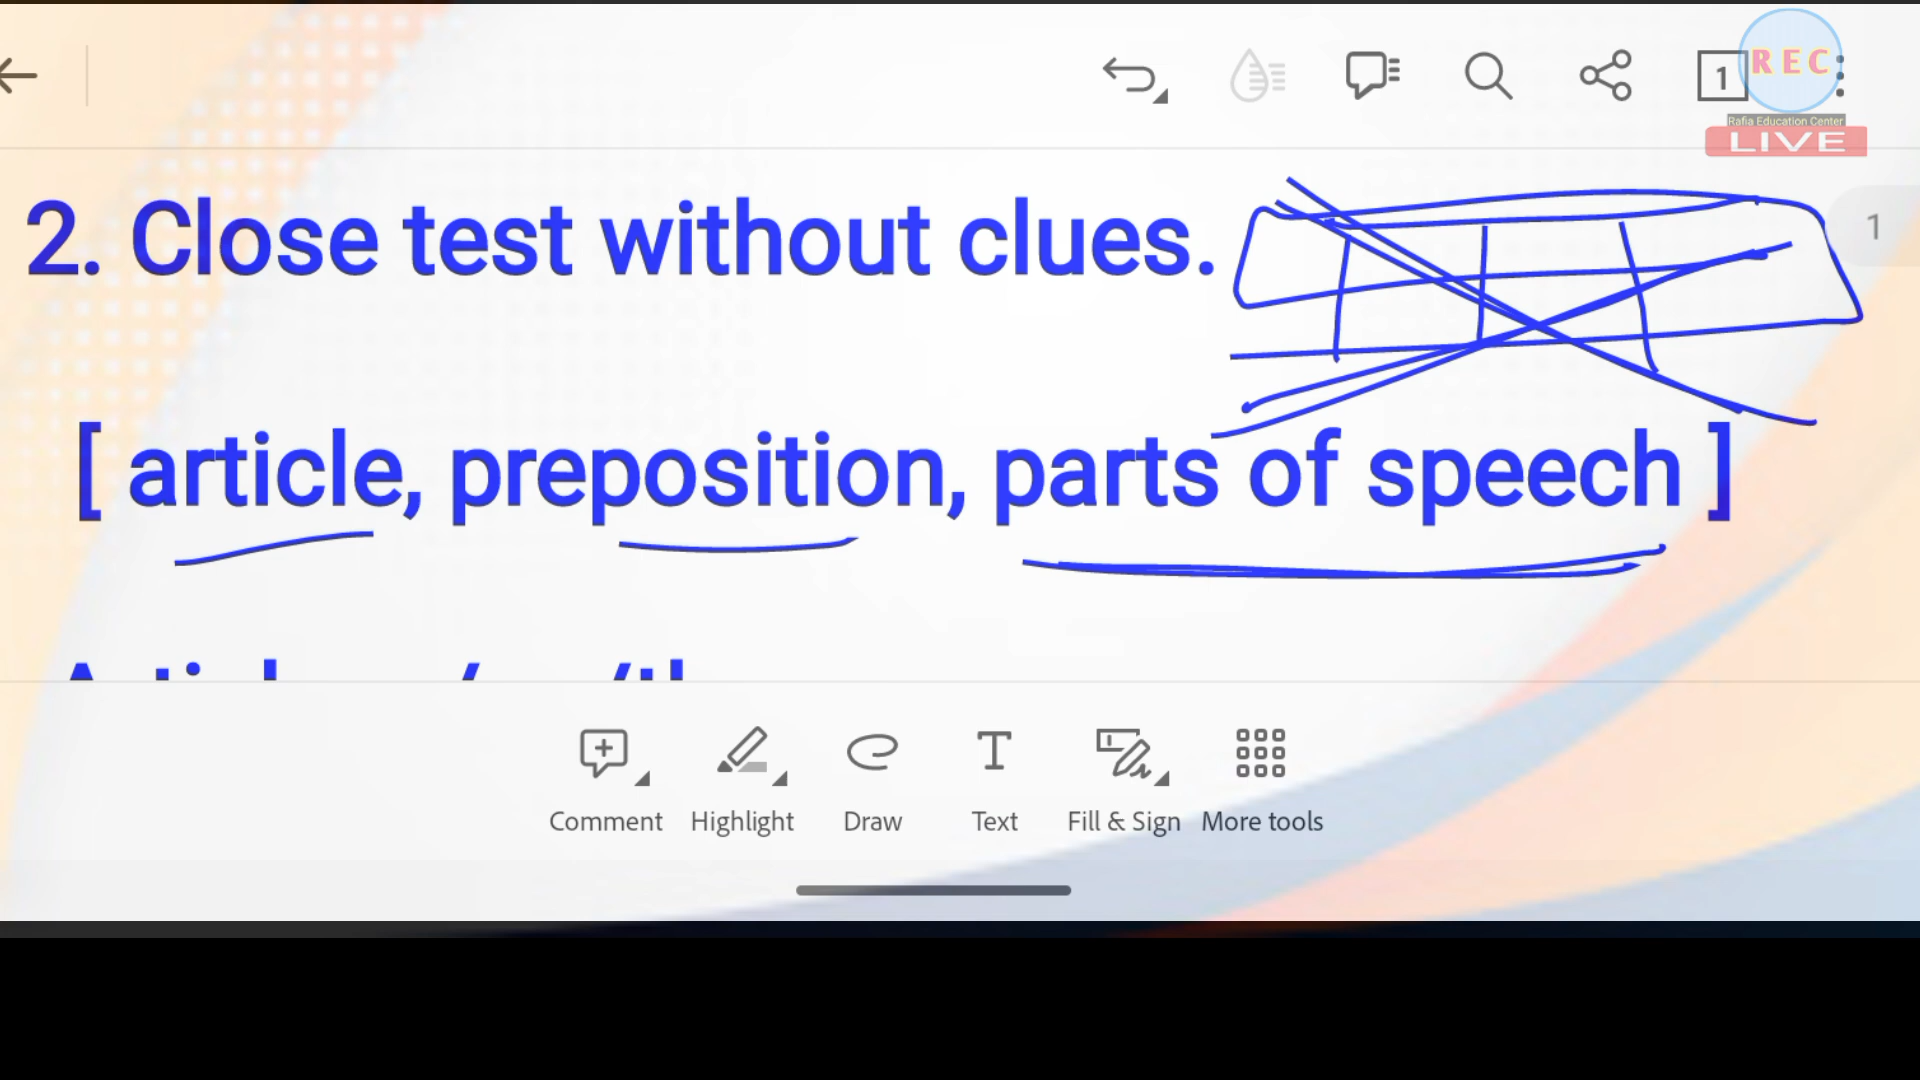 1
REC
Rafia Education Center
LIVE
2. Close test without clues.
1
[ article, preposition, parts of speech ]
Comment
Highlight
Draw
Text
Fill & Sign
More tools